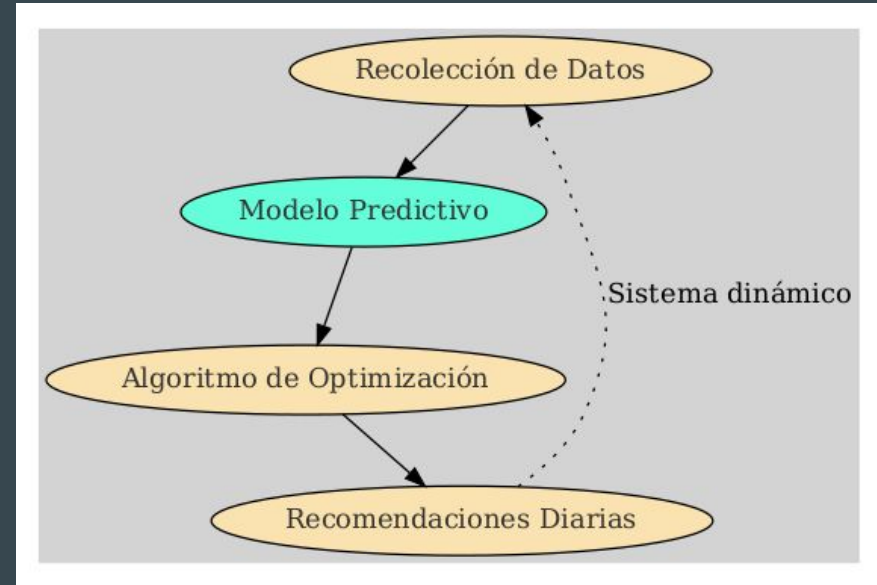 Recolección de Datos
Modelo Predictivo
Sistema dinámico
Algoritmo de Optimización
Recomendaciones Diarias